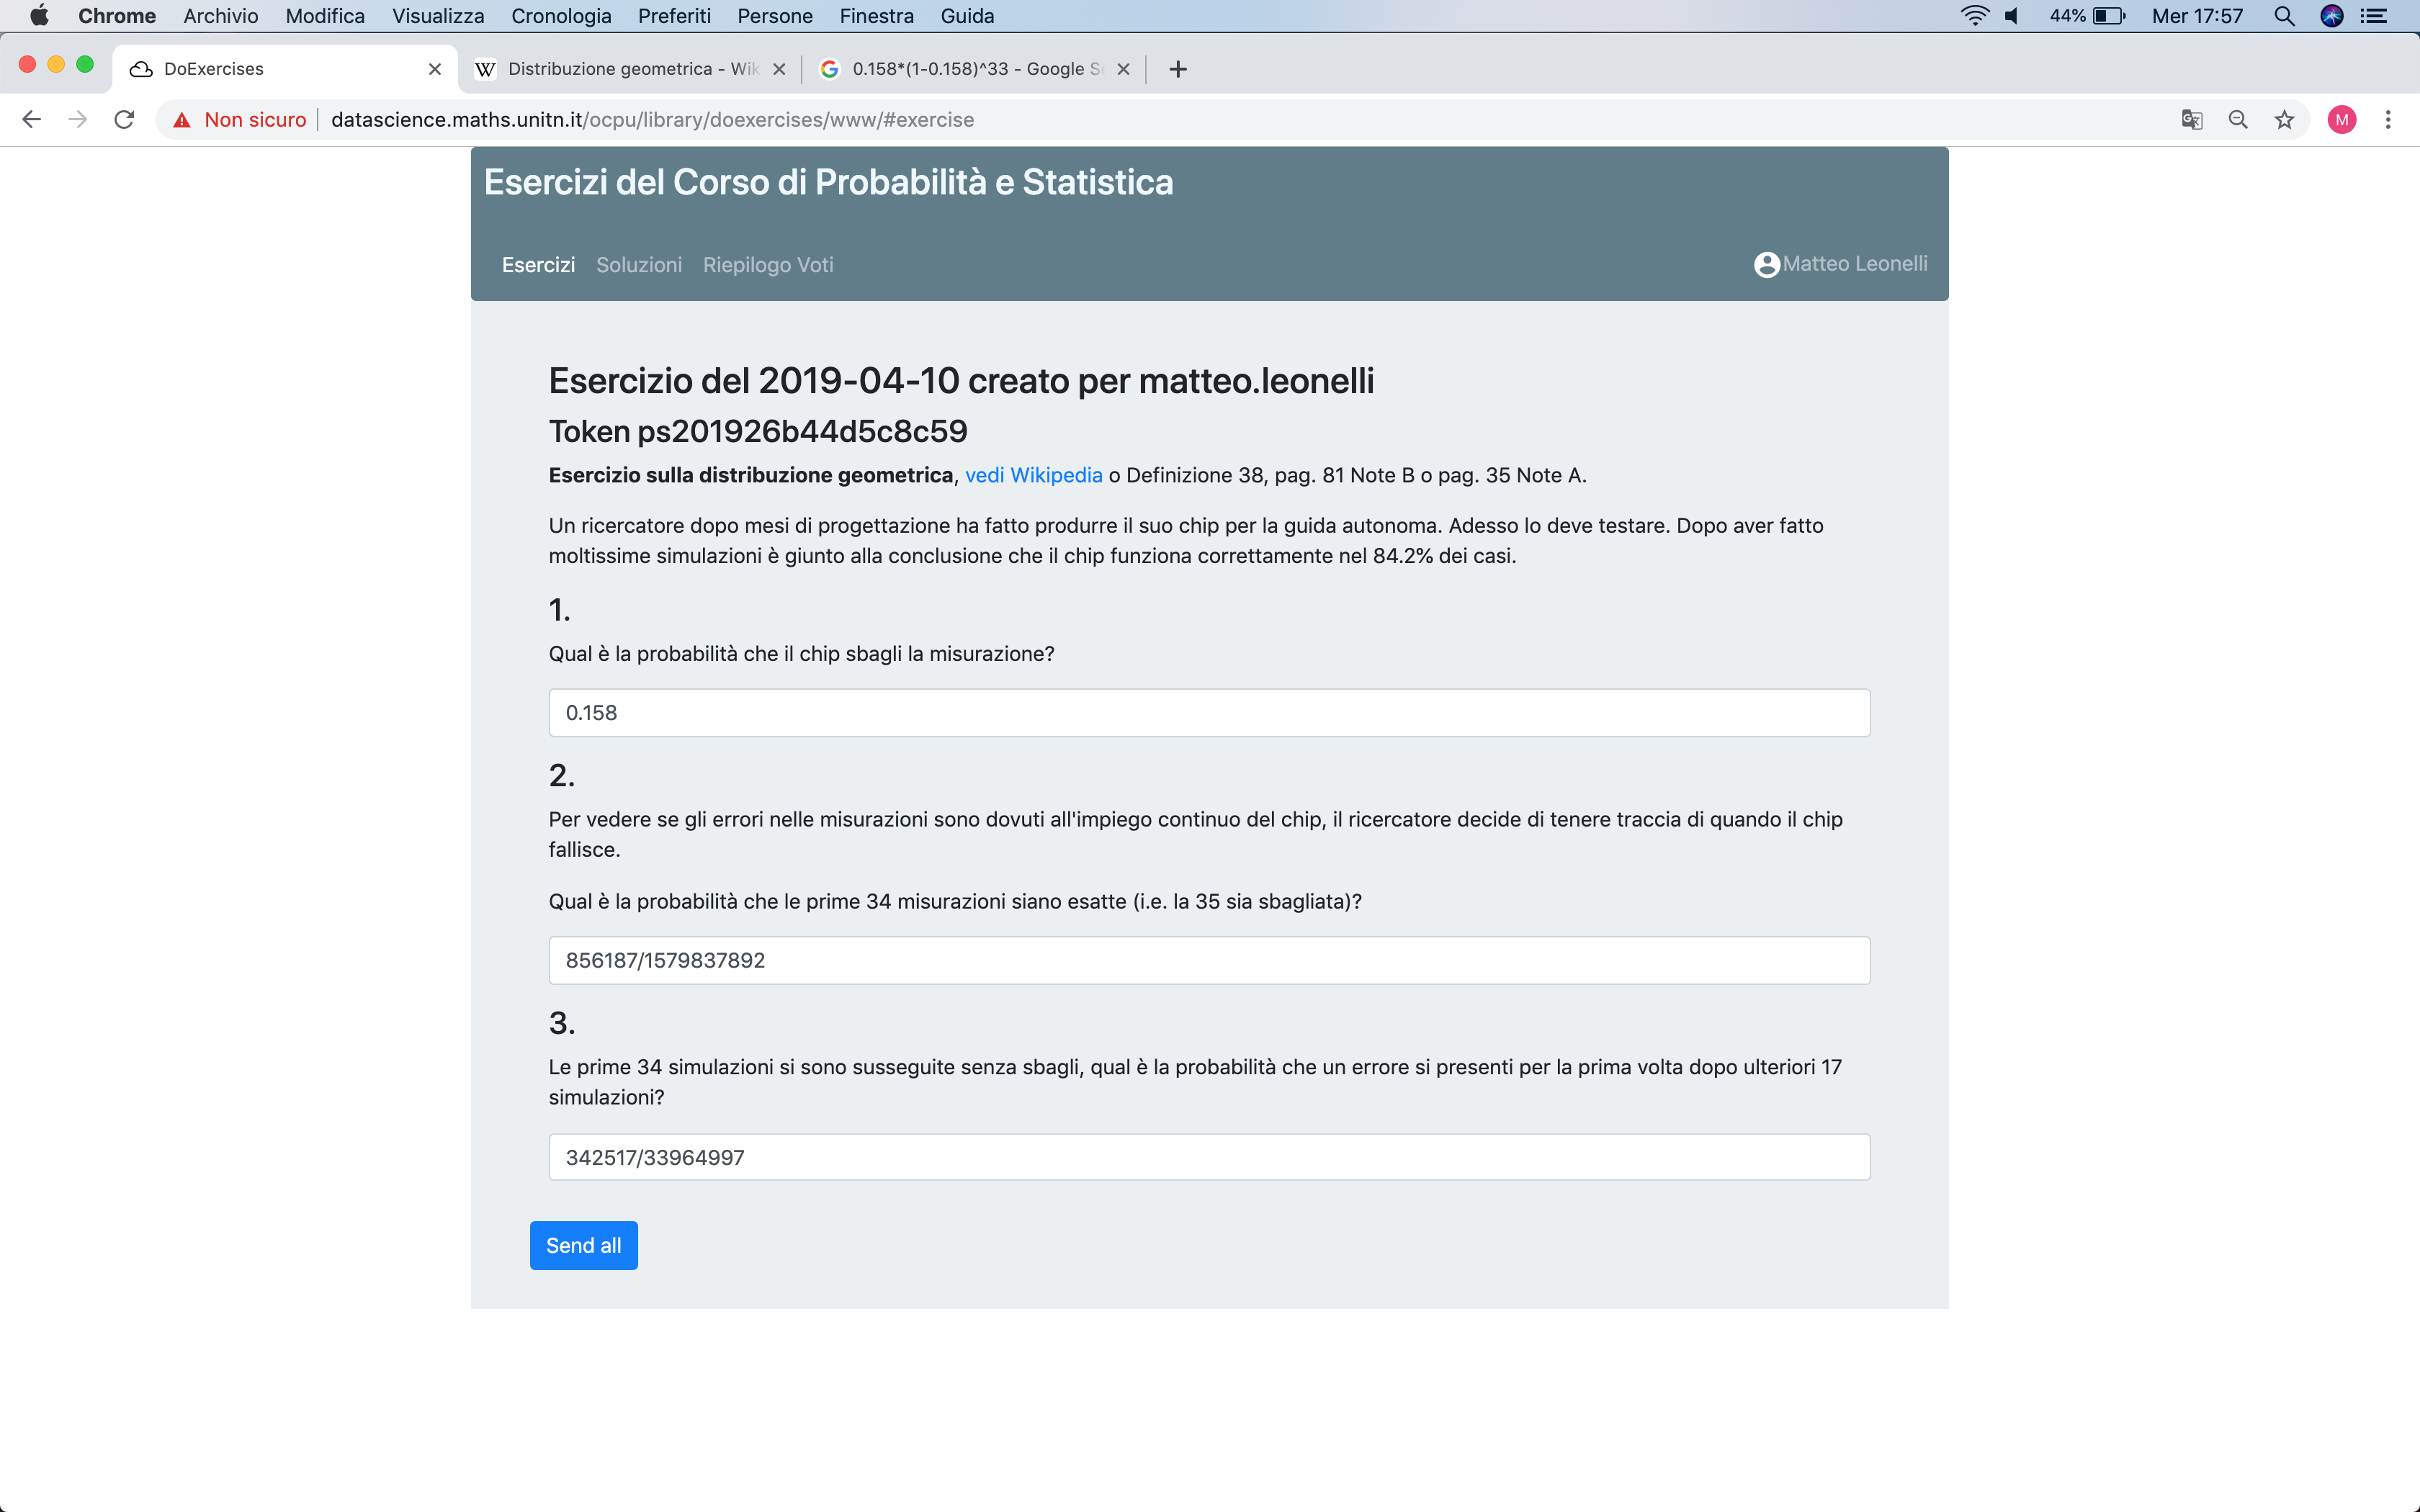 Chrome Archivio Modifica Visualizza Cronologia Preferiti Persone Finestra Guida 44% Mer 17:57
DoExercises W Distribuzione geometrica - Wik 0.158*(1-0.158)^33 - Google Se
Non sicuro datascience.maths.unitn.it/ocpu/library/doexercises/www/#exercise M
Esercizi del Corso di Probabilità e Statistica
Esercizi Soluzioni Riepilogo Voti Matteo Leonelli
Esercizio del 2019-04-10 creato per matteo.leonelli
Token ps201926b44d5c8c59
Esercizio sulla distribuzione geometrica, vedi Wikipedia o Definizione 38, pag. 81 Note B o pag. 35 Note A.
Un ricercatore dopo mesi di progettazione ha fatto produrre il suo chip per la guida autonoma. Adesso lo deve testare. Dopo aver fatto
moltissime simulazioni è giunto alla conclusione che il chip funziona correttamente nel 84.2% dei casi.
1.
Qual è la probabilità che il chip sbagli la misurazione?
0.158
2.
Per vedere se gli errori nelle misurazioni sono dovuti all'impiego continuo del chip, il ricercatore decide di tenere traccia di quando il chip
fallisce.
Qual è la probabilità che le prime 34 misurazioni siano esatte (i.e. la 35 sia sbagliata)?
856187/1579837892
3.
Le prime 34 simulazioni si sono susseguite senza sbagli, qual è la probabilità che un errore si presenti per la prima volta dopo ulteriori 17
simulazioni?
342517/33964997
Send all